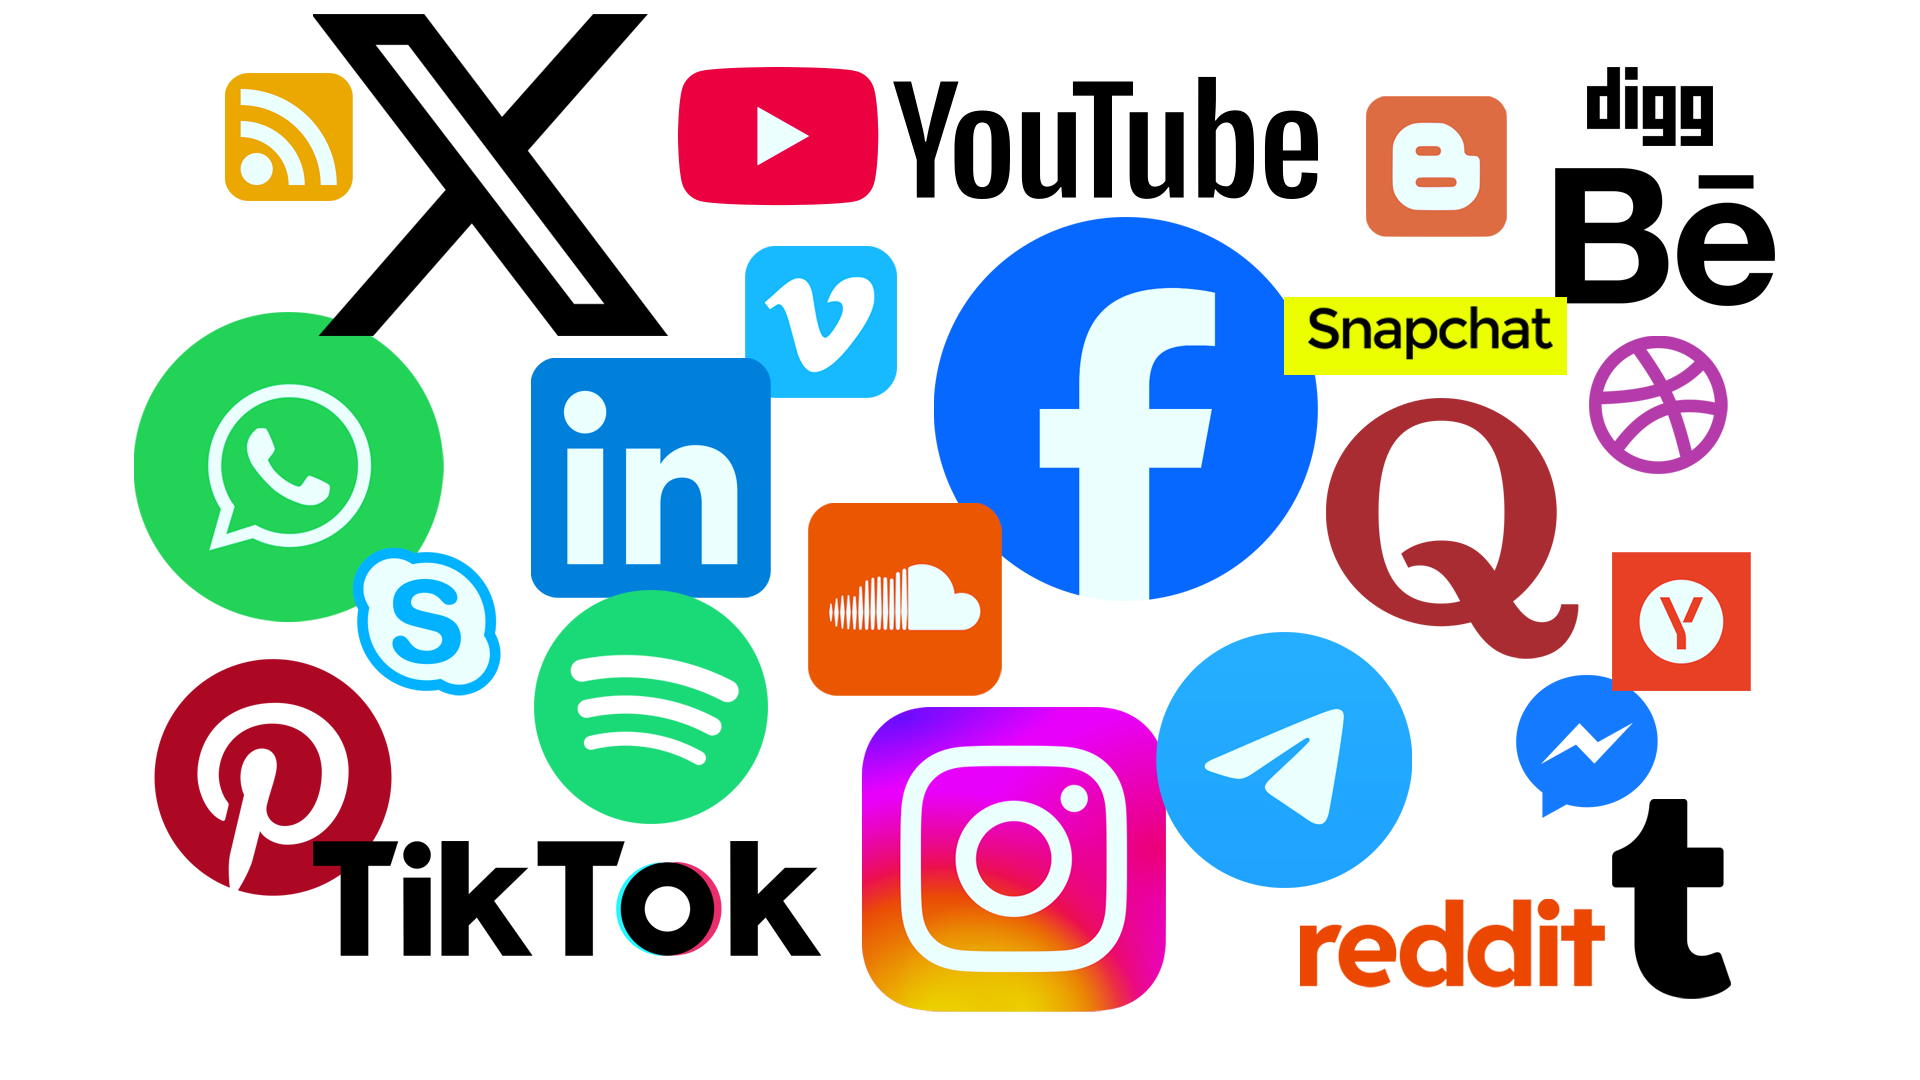 X
YouTube
digg
B
Bē
Snapchat
f
in
v
Q
S
Y
P
TikTok
reddit
t